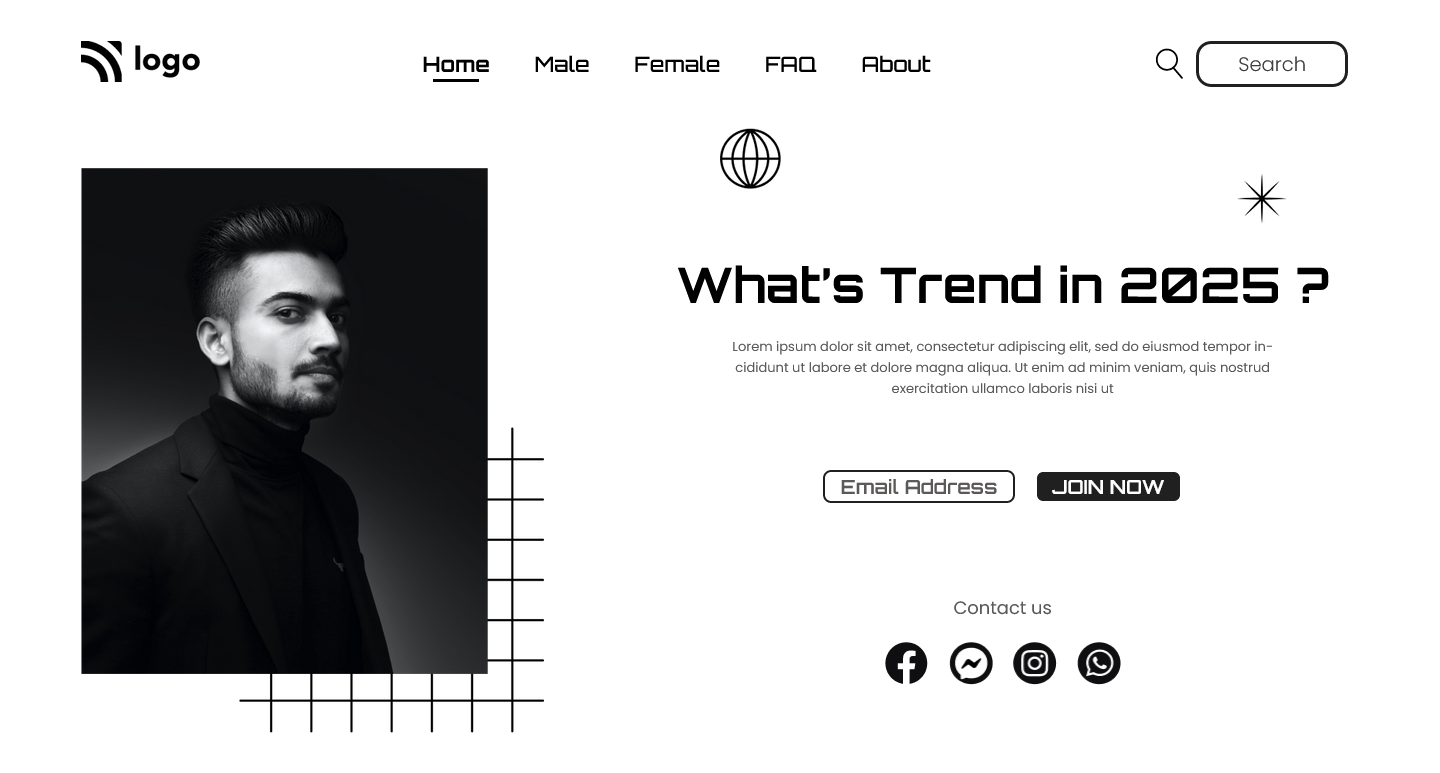 logo
Home Male Female FAQ About
Search
What's Trend in 2025 ?
Lorem ipsum dolor sit amet, consectetur adipiscing elit, sed do eiusmod tempor in-
cididunt ut labore et dolore magna aliqua. Ut enim ad minim veniam, quis nostrud
exercitation ullamco laboris nisi ut
Email Address JOIN NOW
Contact us